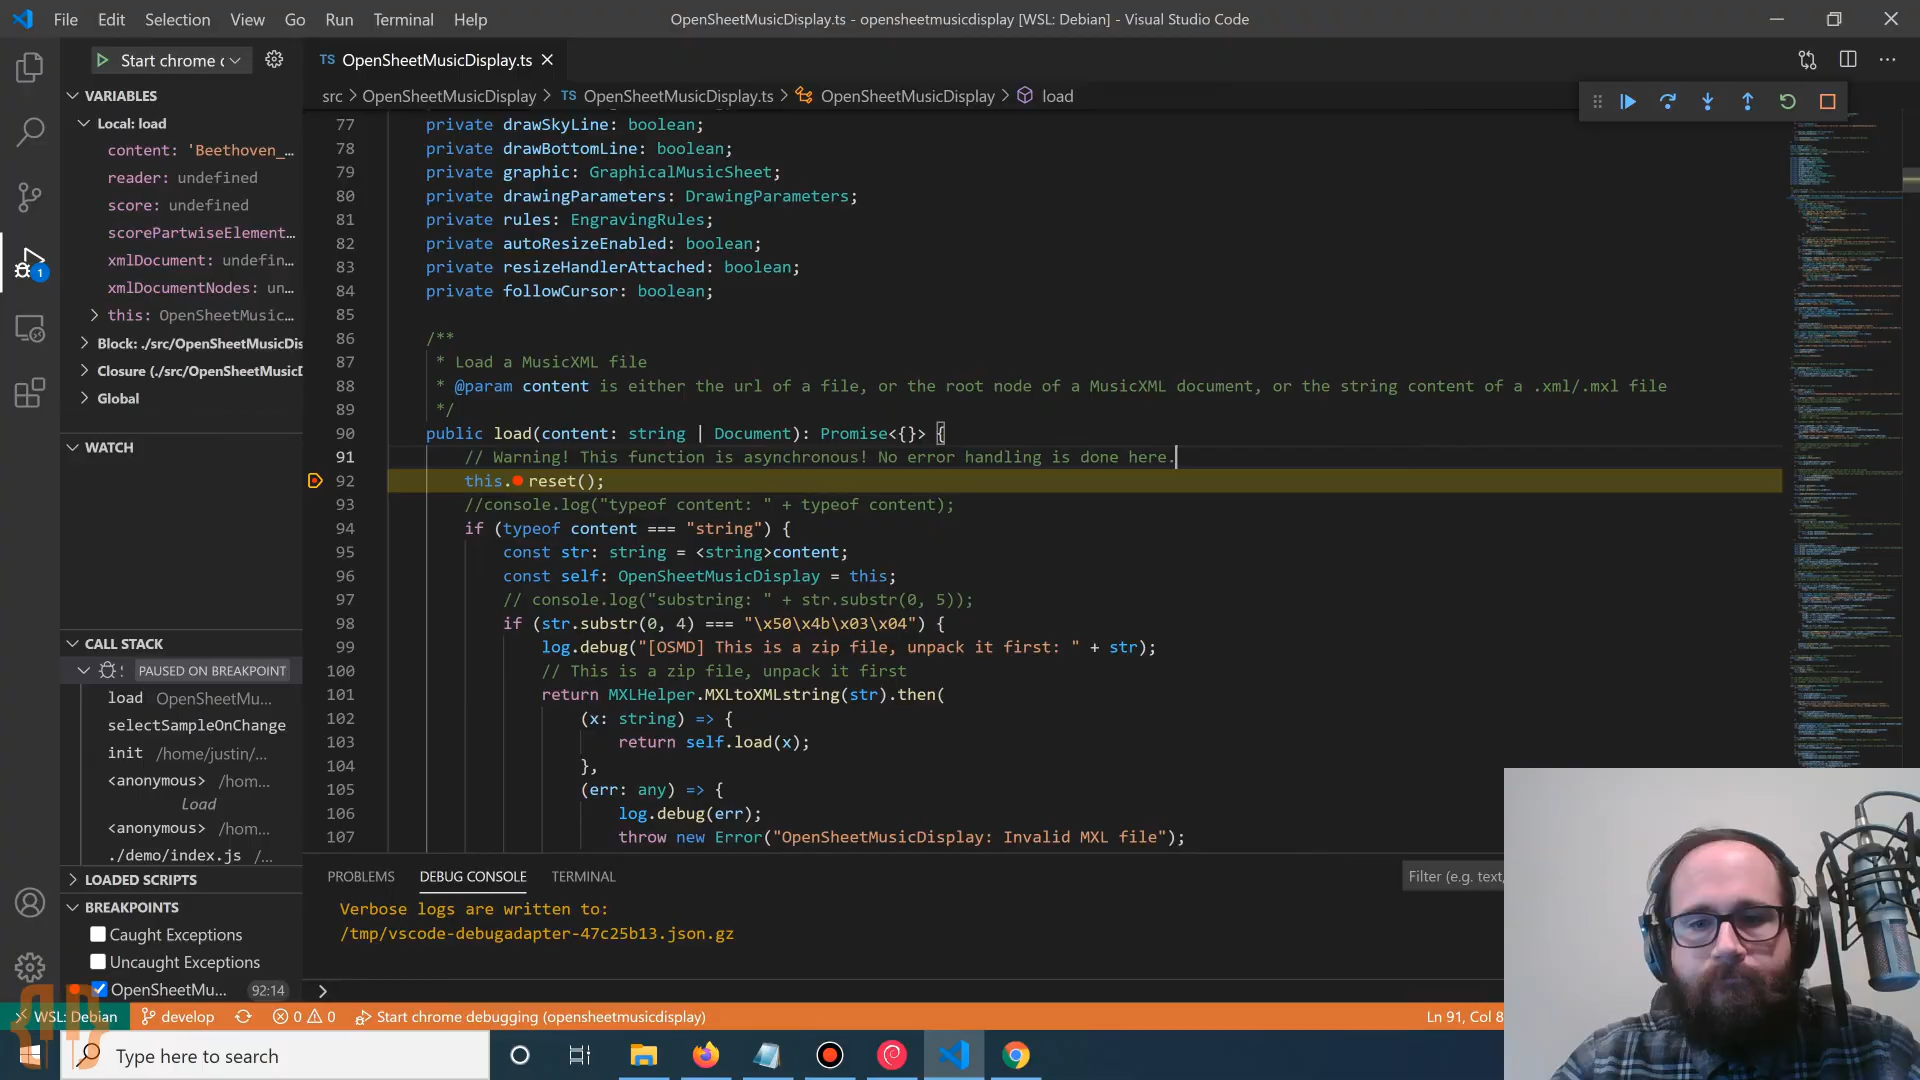 File Edit Selection View Go Run Terminal Help
OpenSheetMusicDisplay.ts - opensheetmusicdisplay [WSL: Debian] - Visual Studio Code
Start chrome
OpenSheetMusicDisplay.ts
VARIABLES
Local: load
content: 'Beethoven_…
reader: undefined
score: undefined
scorePartwiseElement…
xmlDocument: undefin…
xmlDocumentNodes: un…
this: OpenSheetMusic…
Block: ./src/OpenSheetMusicDis
Closure (./src/OpenSheetMusic
Global
WATCH
CALL STACK
PAUSED ON BREAKPOINT
load OpenSheetMu…
selectSampleOnChange
init /home/justin/…
<anonymous> /hom…
Load
<anonymous> /hom…
./demo/index.js /…
LOADED SCRIPTS
BREAKPOINTS
Caught Exceptions
Uncaught Exceptions
OpenSheetMu… 92:14
src > OpenSheetMusicDisplay > TS OpenSheetMusicDisplay.ts > OpenSheetMusicDisplay > load
77 private drawSkyLine: boolean;
78 private drawBottomLine: boolean;
79 private graphic: GraphicalMusicSheet;
80 private drawingParameters: DrawingParameters;
81 private rules: EngravingRules;
82 private autoResizeEnabled: boolean;
83 private resizeHandlerAttached: boolean;
84 private followCursor: boolean;
85
86 /**
87 * Load a MusicXML file
88 * @param content is either the url of a file, or the root node of a MusicXML document, or the string content of a .xml/.mxl file
89 */
90 public load(content: string | Document): Promise<{}> {
91 // Warning! This function is asynchronous! No error handling is done here.
92 this. reset();
93 //console.log("typeof content: " + typeof content);
94 if (typeof content === "string") {
95 const str: string = <string>content;
96 const self: OpenSheetMusicDisplay = this;
97 // console.log("substring: " + str.substr(0, 5));
98 if (str.substr(0, 4) === "\x50\x4b\x03\x04") {
99 log.debug("[OSMD] This is a zip file, unpack it first: " + str);
100 // This is a zip file, unpack it first
101 return MXLHelper.MXLtoXMLstring(str).then(
102 (x: string) => {
103 return self.load(x);
104 },
105 (err: any) => {
106 log.debug(err);
107 throw new Error("OpenSheetMusicDisplay: Invalid MXL file");
PROBLEMS DEBUG CONSOLE TERMINAL
Filter (e.g. text,
Verbose logs are written to:
/tmp/vscode-debugadapter-47c25b13.json.gz
WSL: Debian develop 0 0 Start chrome debugging (opensheetmusicdisplay)
Ln 91, Col 8
Type here to search